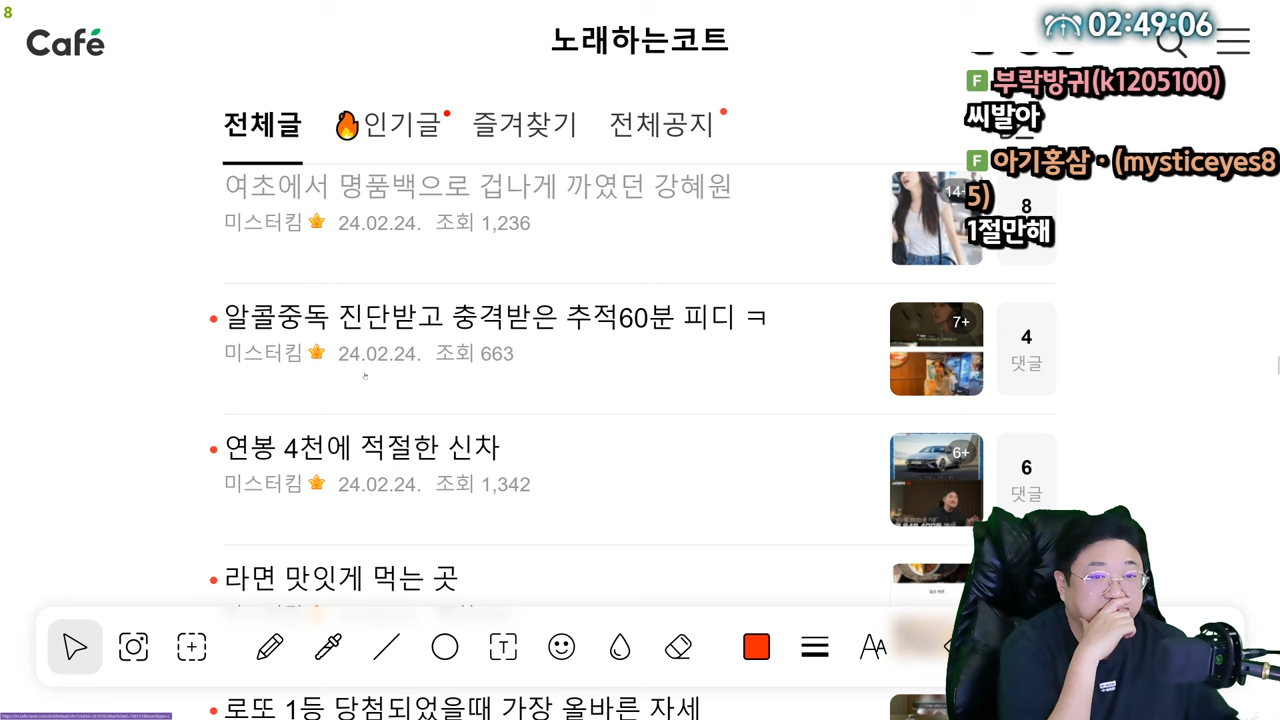 8
Café
노래하는코트
02:49:06
F 부락방귀(k1205100)
씨발아
F 아기홍삼·(mysticeyes8
5)
1절만해
전체글 인기글 즐겨찾기 전체공지
여초에서 명품백으로 겁나게 까였던 강혜원
미스터킴 24.02.24. 조회 1,236
14+
8
알콜중독 진단받고 충격받은 추적60분 피디 ㅋ
미스터킴 24.02.24. 조회 663
7+
4
댓글
연봉 4천에 적절한 신차
미스터킴 24.02.24. 조회 1,342
6+
6
댓글
라면 맛잇게 먹는 곳
T
AA
로또 1등 당첨되었을때 가장 올바른 자세